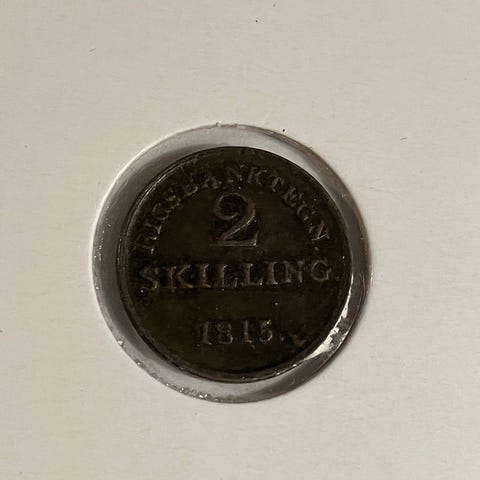 RIGSBANKTEGN
2
SKILLING
1815.